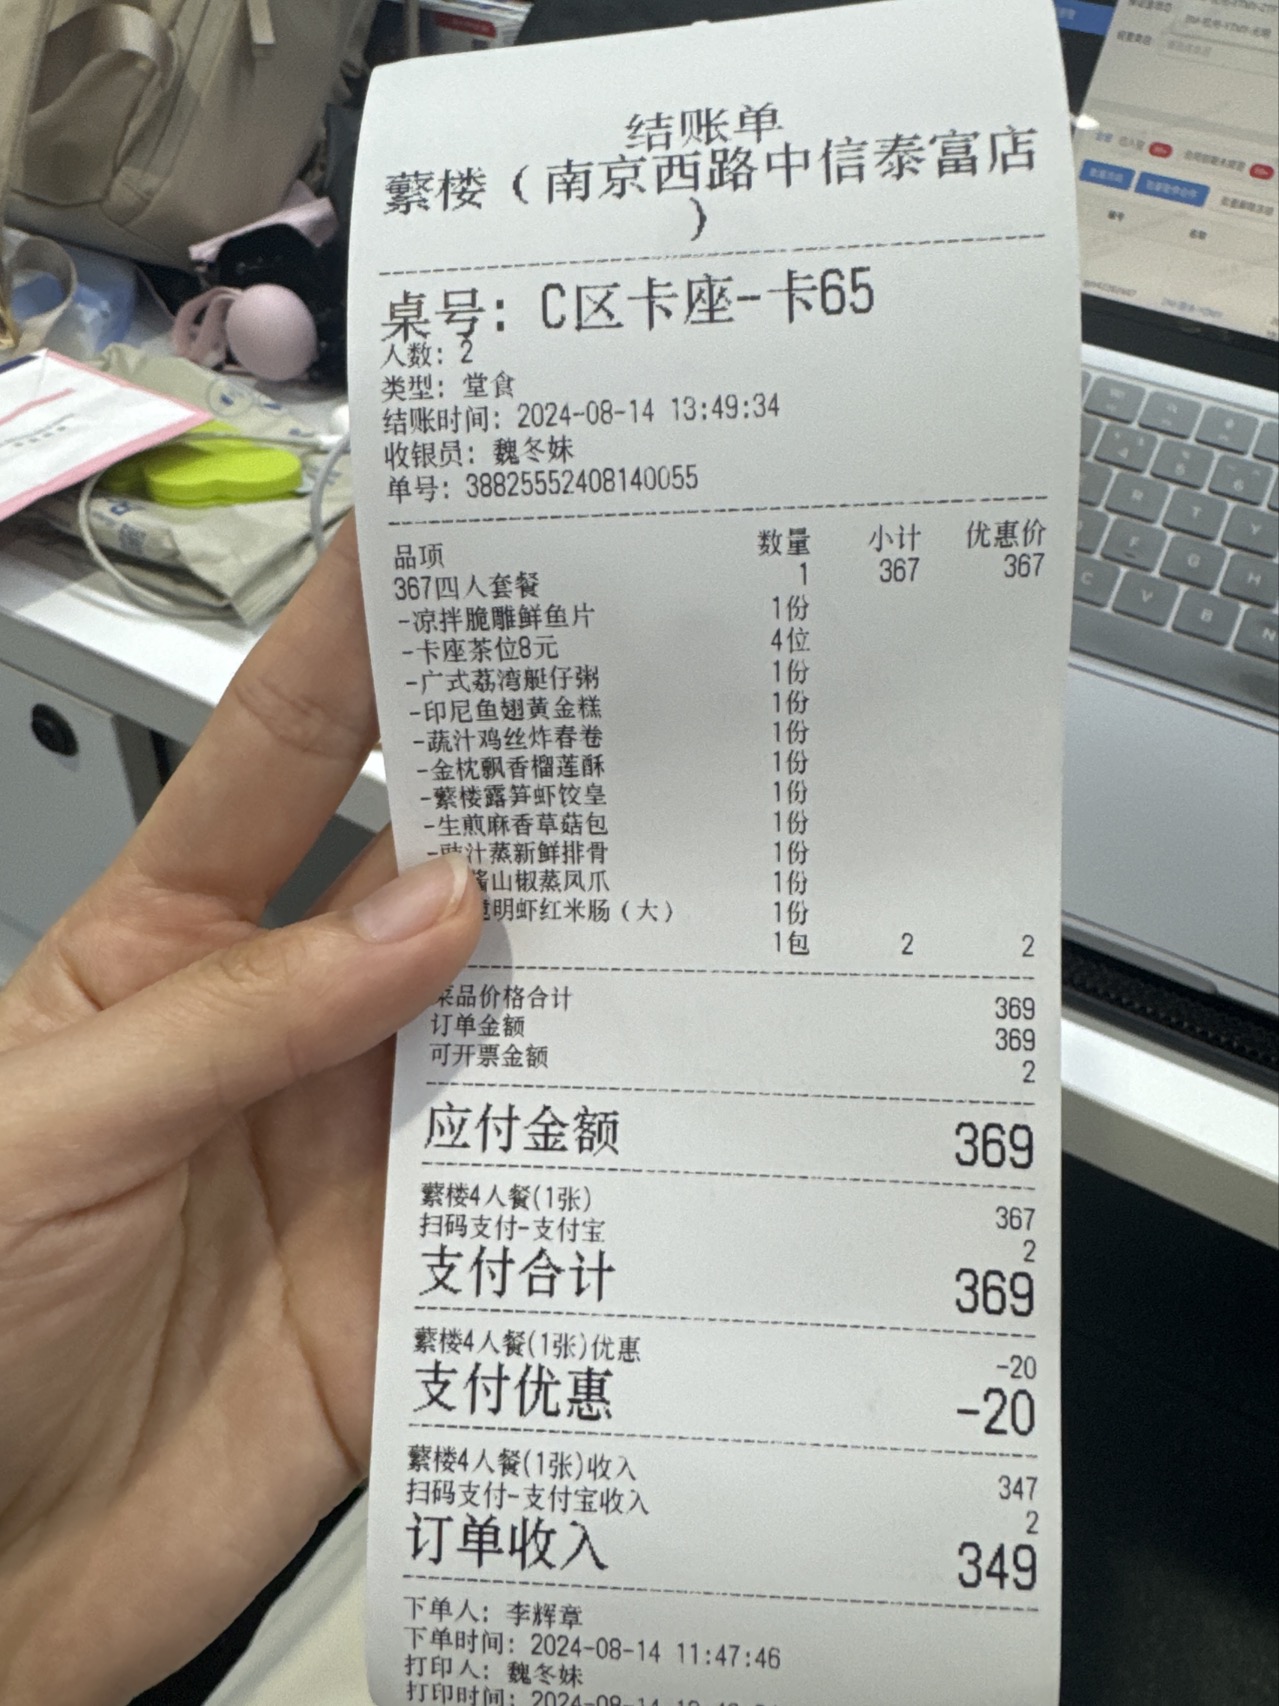 结账单
蘩楼（南京西路中信泰富店
）
桌号：C区卡座-卡65
人数：2
类型：堂食
结账时间：2024-08-14 13:49:34
收银员：魏冬妹
单号：38825552408140055
品项 数量 小计 优惠价
367四人套餐 1 367 367
-凉拌脆雕鲜鱼片 1份
-卡座茶位8元 4位
-广式荔湾艇仔粥 1份
-印尼鱼翅黄金糕 1份
-蔬汁鸡丝炸春卷 1份
-金枕飘香榴莲酥 1份
-蘩楼露笋虾饺皇 1份
-生煎麻香草菇包 1份
-豉汁蒸新鲜排骨 1份
酱山椒蒸凤爪 1份
明虾红米肠（大） 1份
1包 2 2
菜品价格合计 369
订单金额 369
可开票金额 2
应付金额 369
蘩楼4人餐(1张) 367
扫码支付-支付宝 2
支付合计 369
蘩楼4人餐(1张)优惠 -20
支付优惠 -20
蘩楼4人餐(1张)收入 347
扫码支付-支付宝收入 2
订单收入 349
下单人：李辉章
下单时间：2024-08-14 11:47:46
打印人：魏冬妹
打印时间：2024-08-14